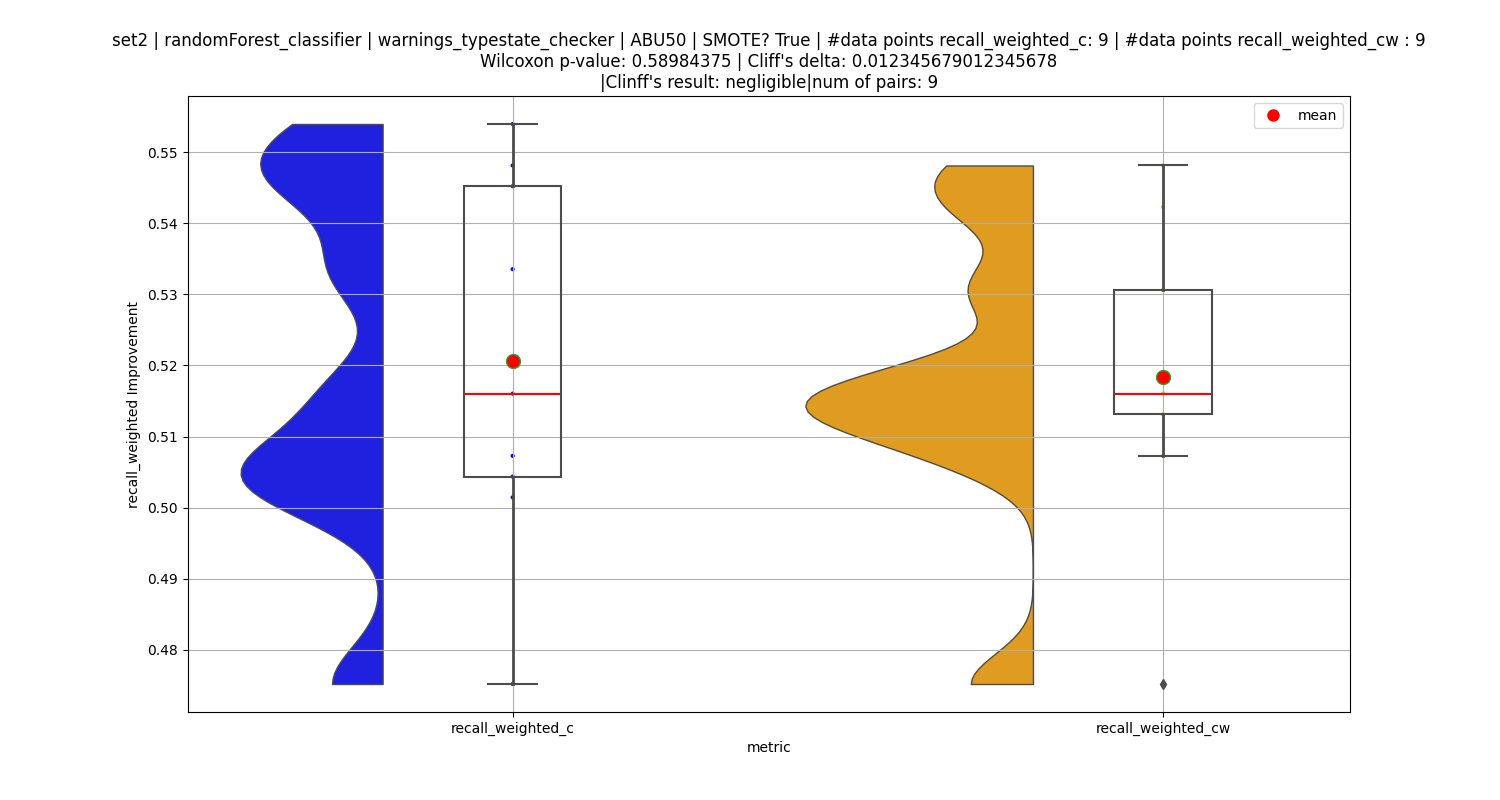 set2 | randomForest_classifier | warnings_typestate_checker | ABU50 | SMOTE? True | #data points recall_weighted_c: 9 | #data points recall_weighted_cw : 9
Wilcoxon p-value: 0.58984375 | Cliff's delta: 0.012345679012345678
|Clinff's result: negligible|num of pairs: 9
mean
0.55
0.54
0.53
0.52
0.51
0.50
0.49
0.48
recall_weighted Improvement
recall_weighted_c
recall_weighted_cw
metric